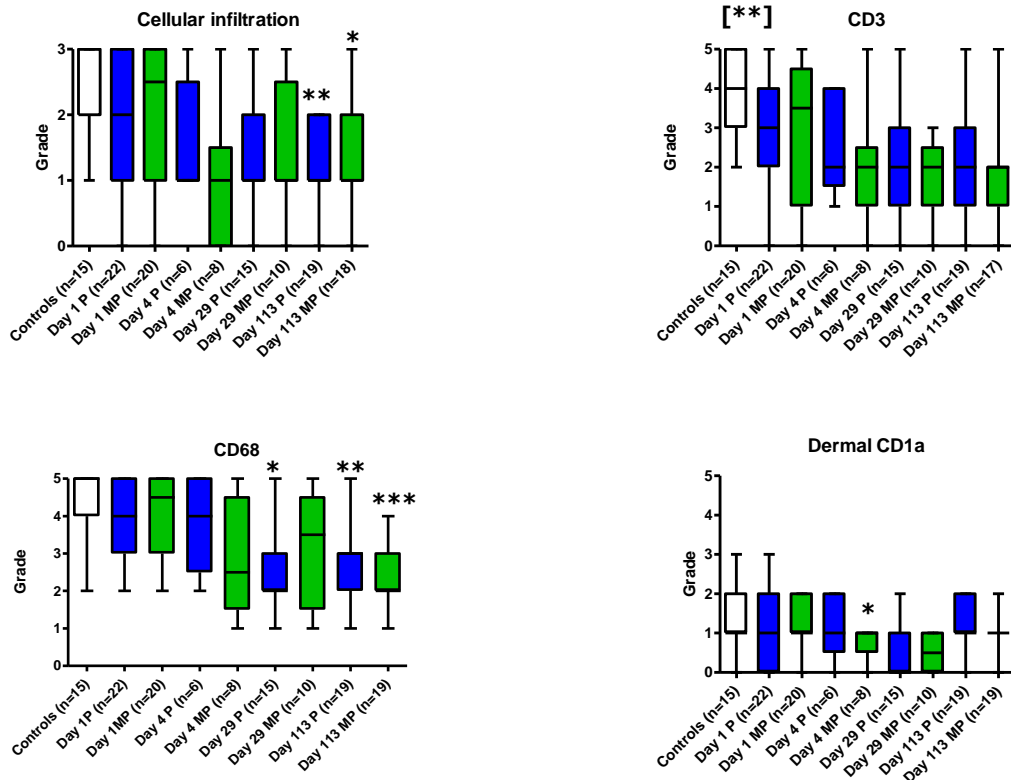 Cellular infiltration
*
**
3
2
1
0
Grade
Controls (n=15)
Day 1 P (n=22)
Day 1 MP (n=20)
Day 4 P (n=6)
Day 4 MP (n=8)
Day 29 P (n=15)
Day 29 MP (n=10)
Day 113 P (n=19)
Day 113 MP (n=18)
[**]
CD3
5
4
3
2
1
0
Grade
Controls (n=15)
Day 1 P (n=22)
Day 1 MP (n=20)
Day 4 P (n=6)
Day 4 MP (n=8)
Day 29 P (n=15)
Day 29 MP (n=10)
Day 113 P (n=19)
Day 113 MP (n=17)
CD68
*
**
***
5
4
3
2
1
0
Grade
Controls (n=15)
Day 1P (n=22)
Day 1MP (n=20)
Day 4 P (n=6)
Day 4 MP (n=8)
Day 29 P (n=15)
Day 29 MP (n=10)
Day 113 P (n=19)
Day 113 MP (n=19)
Dermal CD1a
5
4
3
2
1
0
Grade
*
Controls (n=15)
Day 1 P (n=22)
Day 1 MP (n=20)
Day 4 P (n=6)
Day 4 MP (n=8)
Day 29 P (n=15)
Day 29 MP (n=10)
Day 113 P (n=19)
Day 113 MP (n=19)